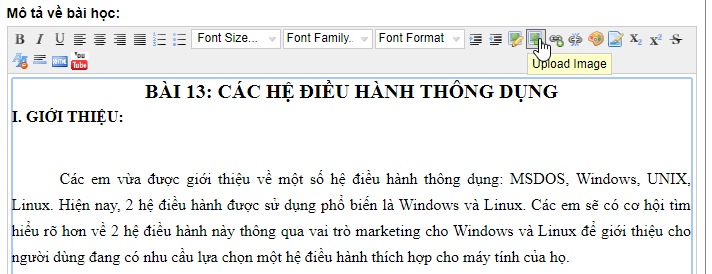 Mô tả về bài học:
B I U Font Size... Font Family.. Font Format X₂ X² S
HTML You Tube Upload Image
BÀI 13: CÁC HỆ ĐIỀU HÀNH THÔNG DỤNG
I. GIỚI THIỆU:
Các em vừa được giới thiệu về một số hệ điều hành thông dụng: MSDOS, Windows, UNIX,
Linux. Hiện nay, 2 hệ điều hành được sử dụng phổ biến là Windows và Linux. Các em sẽ có cơ hội tìm
hiểu rõ hơn về 2 hệ điều hành này thông qua vai trò marketing cho Windows và Linux để giới thiệu cho
người dùng đang có nhu cầu lựa chọn một hệ điều hành thích hợp cho máy tính của họ.